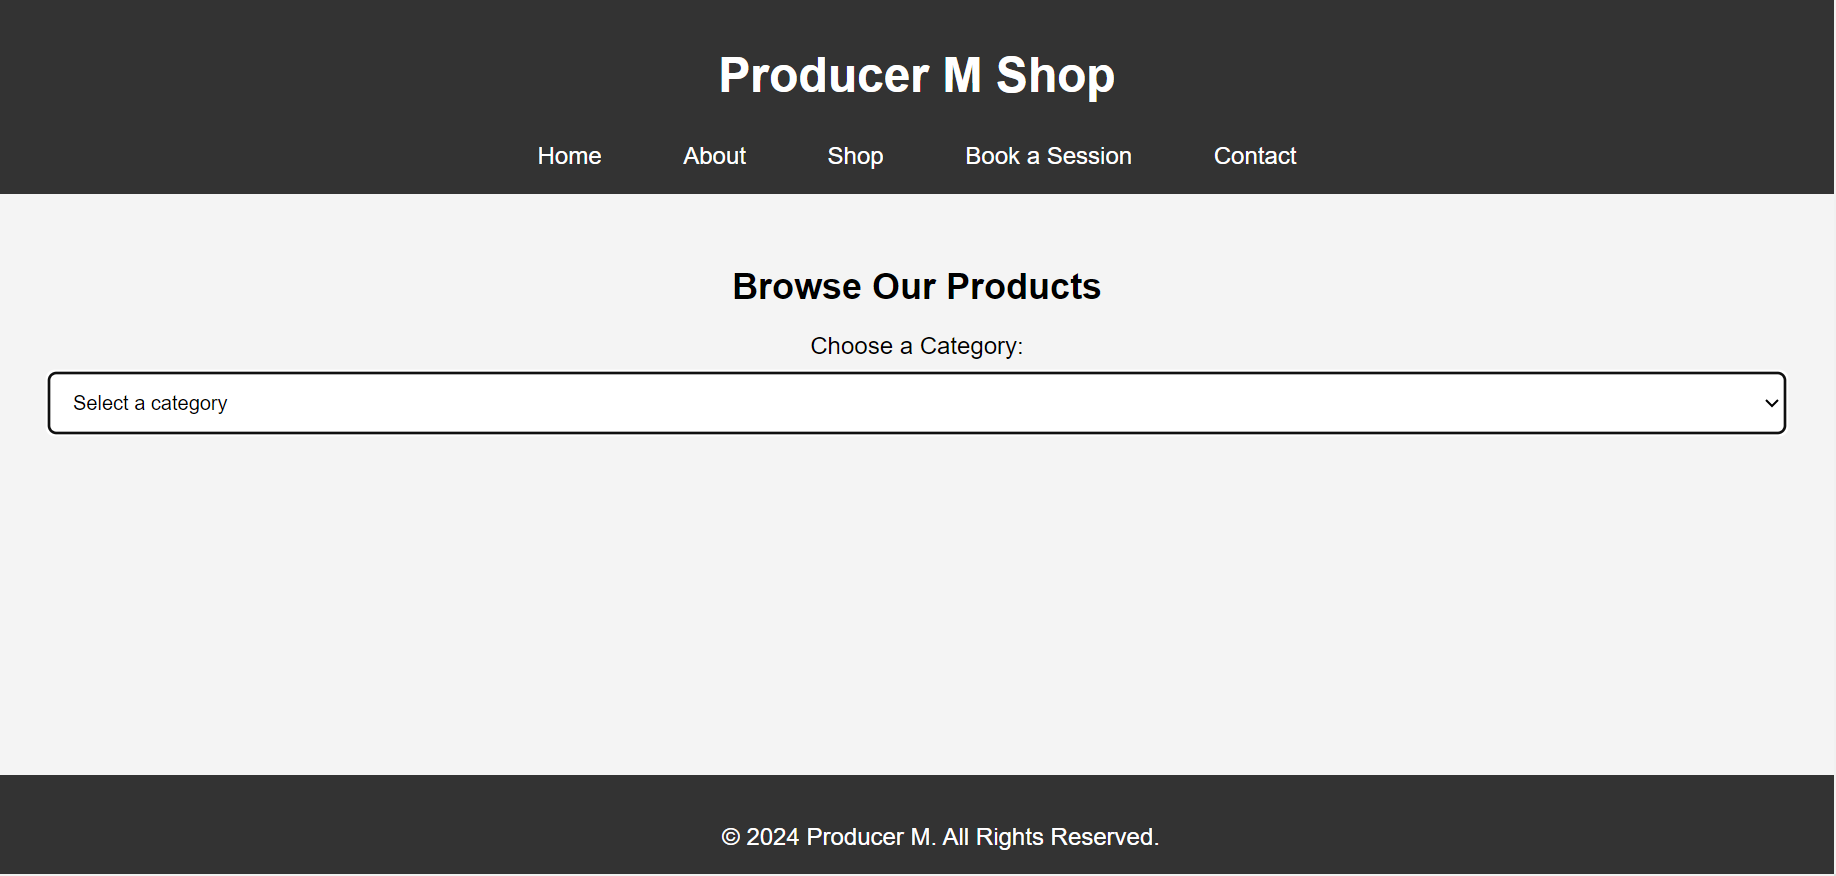 Producer M Shop
Home About Shop Book a Session Contact
Browse Our Products
Choose a Category:
Select a category
© 2024 Producer M. All Rights Reserved.